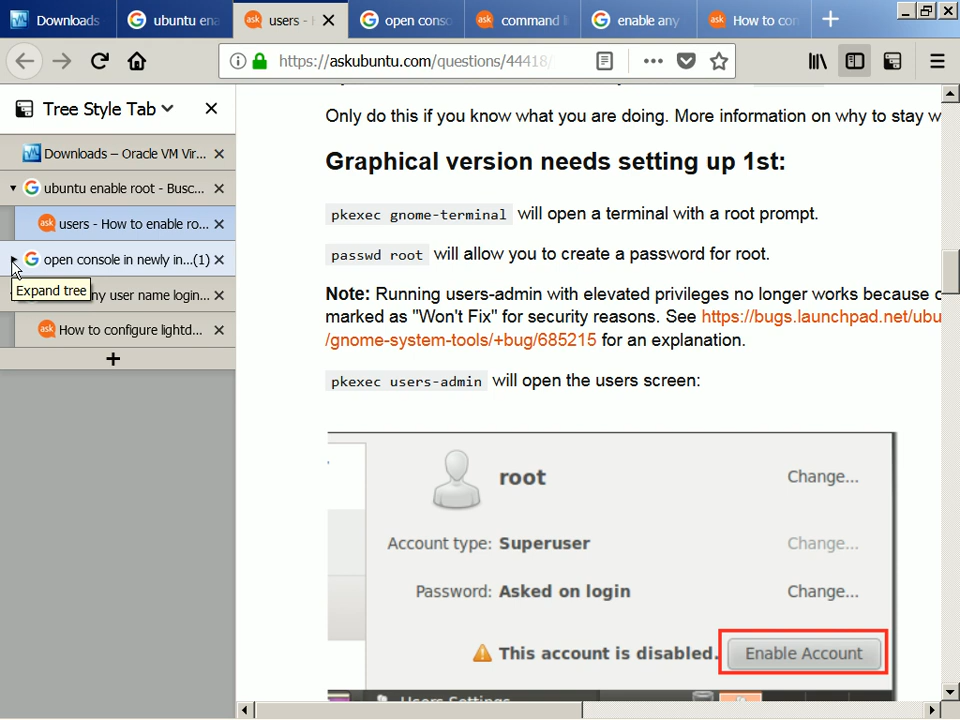 Downloads
ubuntu ena
users - H
open conso
command li
enable any
How to con
https://askubuntu.com/questions/44418/
Tree Style Tab
Downloads – Oracle VM Vir...
ubuntu enable root - Busc...
users - How to enable ro...
open console in newly in...(1)
Expand tree
ny user name login...
How to configure lightd...
Only do this if you know what you are doing. More information on why to stay w
Graphical version needs setting up 1st:
pkexec gnome-terminal will open a terminal with a root prompt.
passwd root will allow you to create a password for root.
Note: Running users-admin with elevated privileges no longer works because
marked as "Won't Fix" for security reasons. See https://bugs.launchpad.net/ubu
/gnome-system-tools/+bug/685215 for an explanation.
pkexec users-admin will open the users screen:
root Change...
Account type: Superuser Change...
Password: Asked on login Change...
This account is disabled. Enable Account
Users Settings